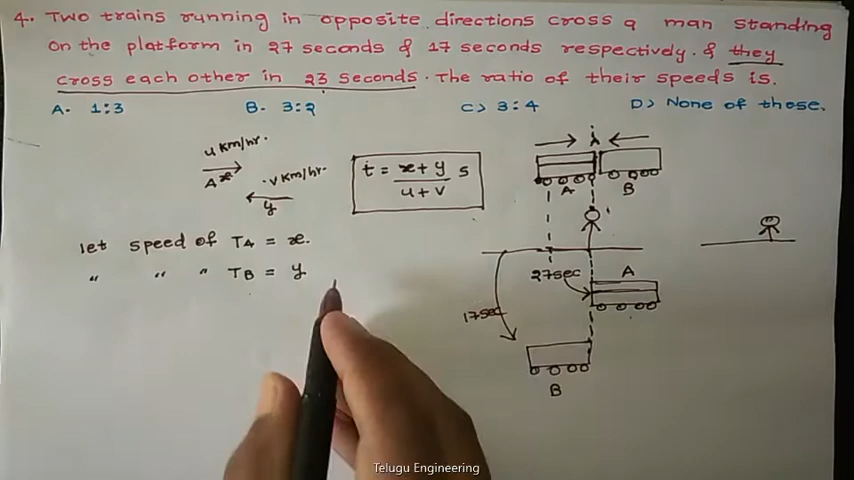 4. Two trains running in opposite directions cross a man standing
on the platform in 27 seconds & 17 seconds respectively. & they
cross each other in 23 seconds. The ratio of their speeds is.
A. 1:3 B. 3:2 C> 3:4 D> None of these.
u km/hr.
A x
v km/hr.
y
t = x+y / u+v s
A B
let speed of TA = x.
" " " TB = y
27sec A
17sec
B
Telugu Engineering